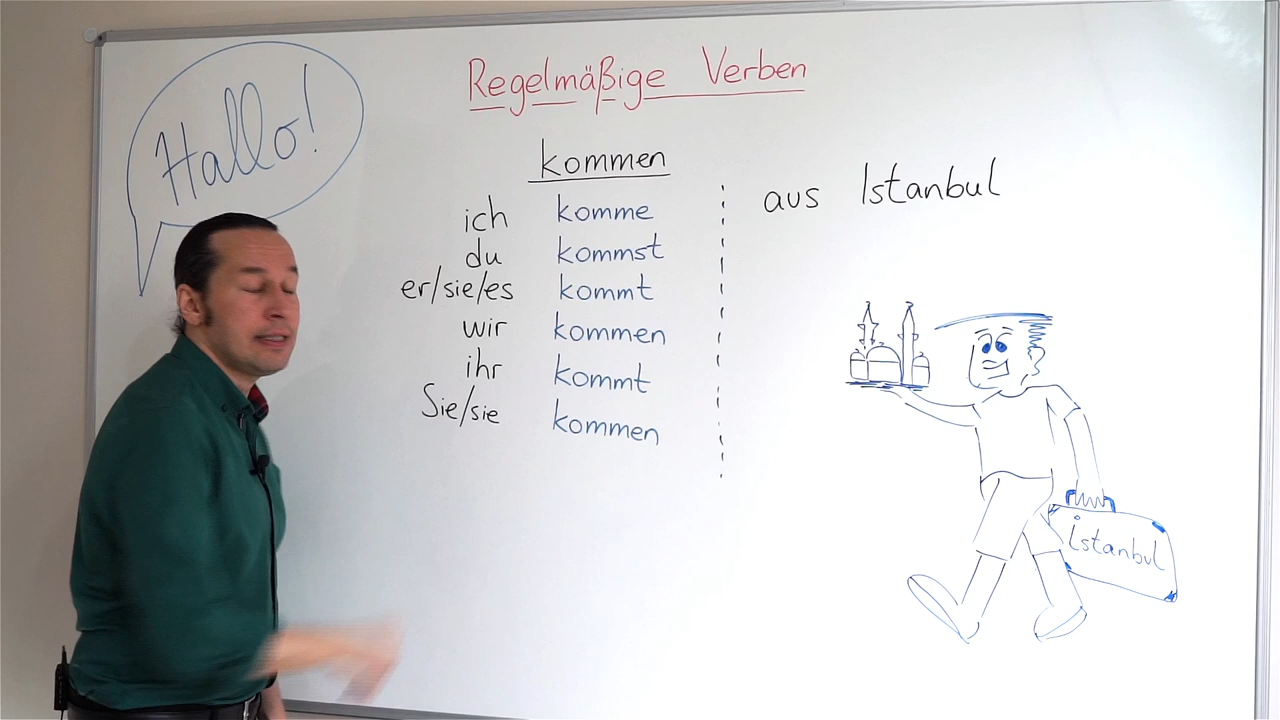 Hallo!
Regelmäßige Verben
kommen
ich komme
du kommst
er/sie/es kommt
wir kommen
ihr kommt
Sie/sie kommen
aus Istanbul
istanbul